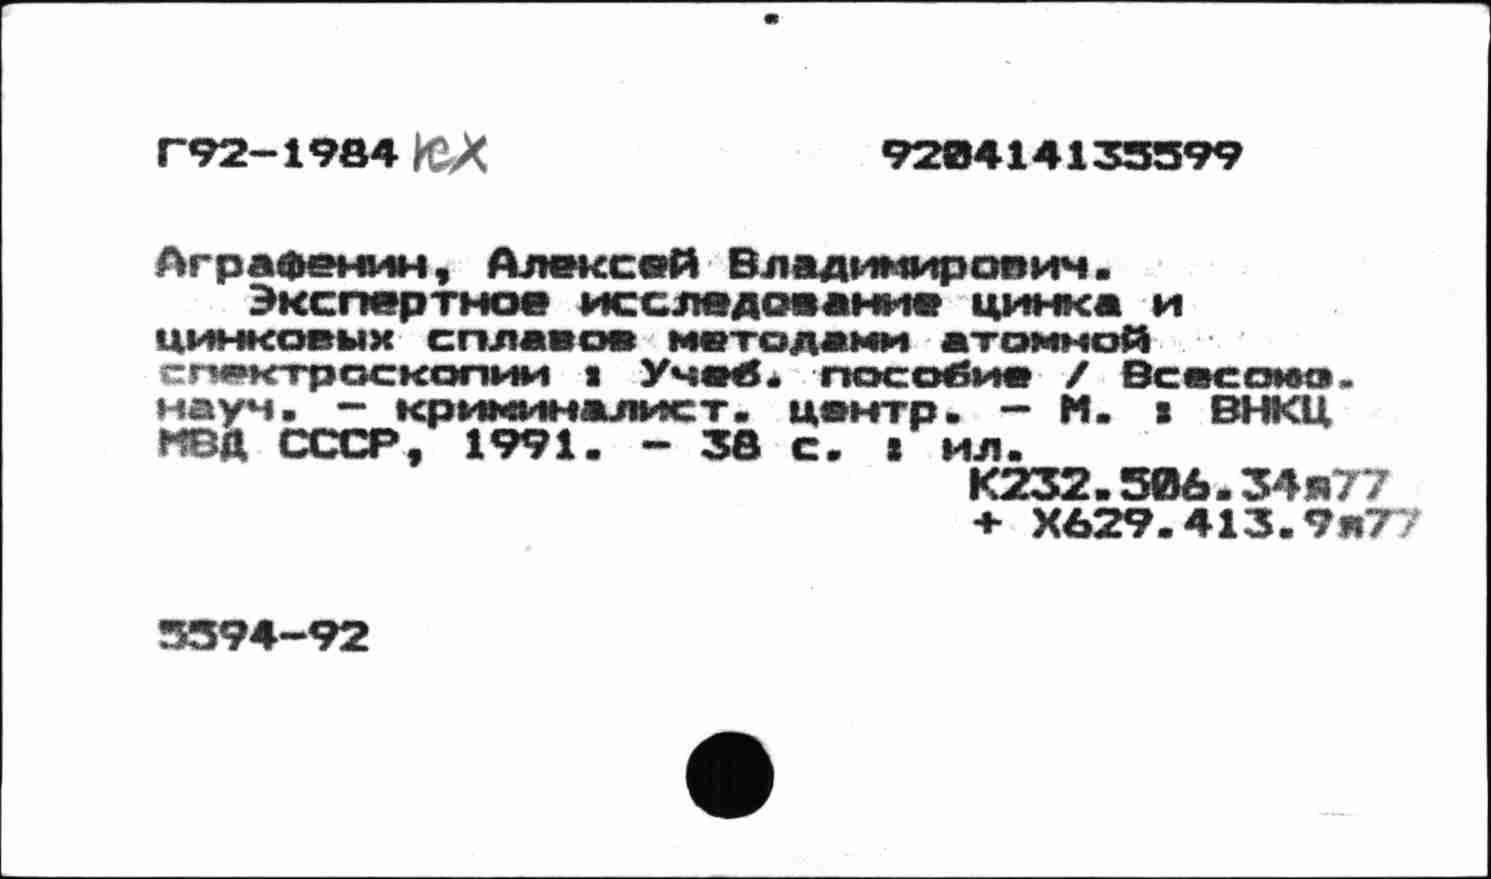 Г92-1984 кх 920414135599
Аграфенин, Алексей Владимирович.
Экспертное исследование цинка и
цинковых сплавов методами атомной
спектроскопии : Учеб. пособие / Всесоюз.
науч. - криминалист. центр. - М. : ВНКЦ
МВД СССР, 1991. - 38 с. : ил.
К232.506.34я77
+ Х629.413.9я77
5594-92